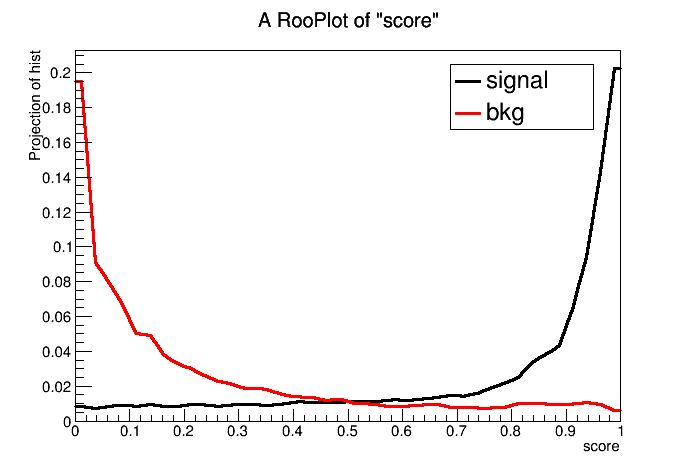 A RooPlot of "score"
Projection of hist
signal
bkg
0.2
0.18
0.16
0.14
0.12
0.1
0.08
0.06
0.04
0.02
0
0 0.1 0.2 0.3 0.4 0.5 0.6 0.7 0.8 0.9 1
score